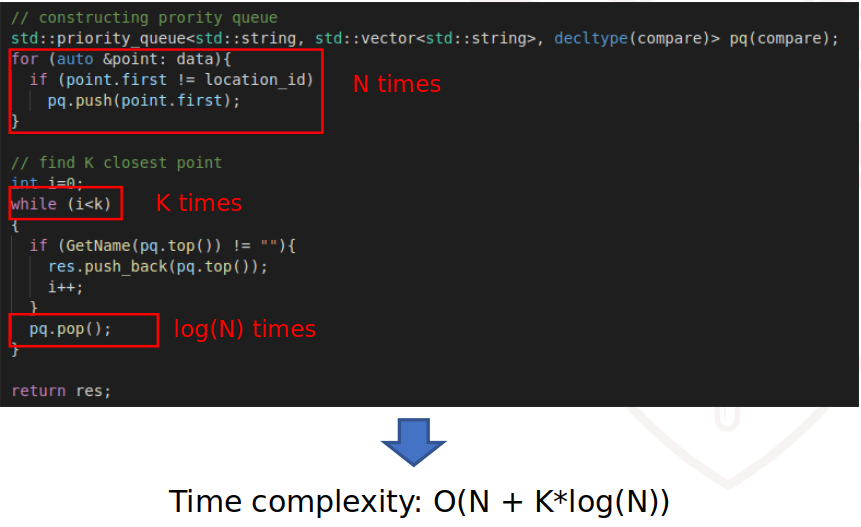 // constructing prority queue
std::priority_queue<std::string, std::vector<std::string>, decltype(compare)> pq(compare);
for (auto &point: data){
if (point.first != location_id)
N times
pq.push(point.first);
}
// find K closest point
int i=0;
while (i<k)
K times
{
if (GetName(pq.top()) != ""){
res.push_back(pq.top());
i++;
}
pq.pop();
log(N) times
}
return res;
Time complexity: O(N + K*log(N))